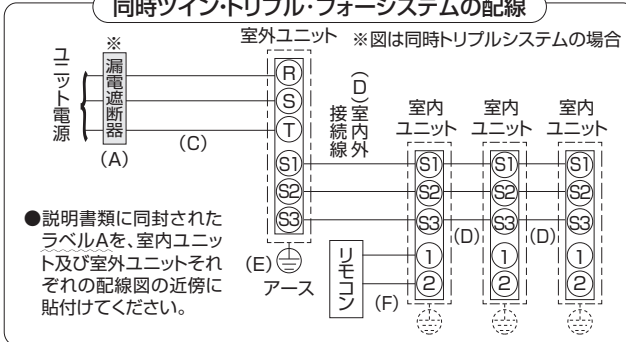 同時ツイン・トリプル・フォーシステムの配線
※図は同時トリプルシステムの場合
ユニット電源
※
漏電遮断器
(A)
(C)
室外ユニット
R
S
T
S1
S2
S3
(E)
アース
(D)室内外
接続線
室内
ユニット
S1
S2
S3
1
2
(D)
室内
ユニット
S1
S2
S3
1
2
(D)
室内
ユニット
S1
S2
S3
1
2
リモコン
(F)
●説明書類に同封された
ラベルAを、室内ユニッ
ト及び室外ユニットそれ
ぞれの配線図の近傍に
貼付けてください。